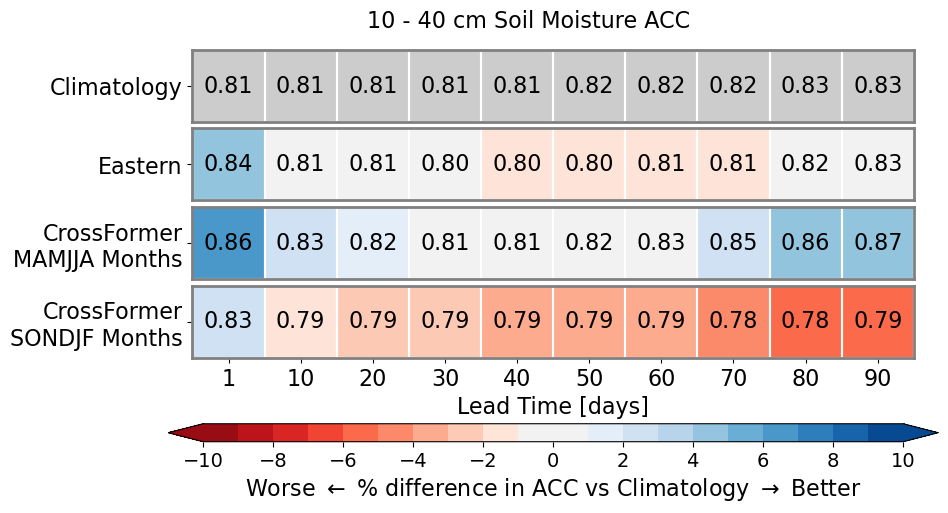 10 - 40 cm Soil Moisture ACC
Climatology 0.81 0.81 0.81 0.81 0.81 0.82 0.82 0.82 0.83 0.83
Eastern 0.84 0.81 0.81 0.80 0.80 0.80 0.81 0.81 0.82 0.83
CrossFormer
MAMJJA Months 0.86 0.83 0.82 0.81 0.81 0.82 0.83 0.85 0.86 0.87
CrossFormer
SONDJF Months 0.83 0.79 0.79 0.79 0.79 0.79 0.79 0.78 0.78 0.79
1 10 20 30 40 50 60 70 80 90
Lead Time [days]
−10 −8 −6 −4 −2 0 2 4 6 8 10
Worse ← % difference in ACC vs Climatology → Better